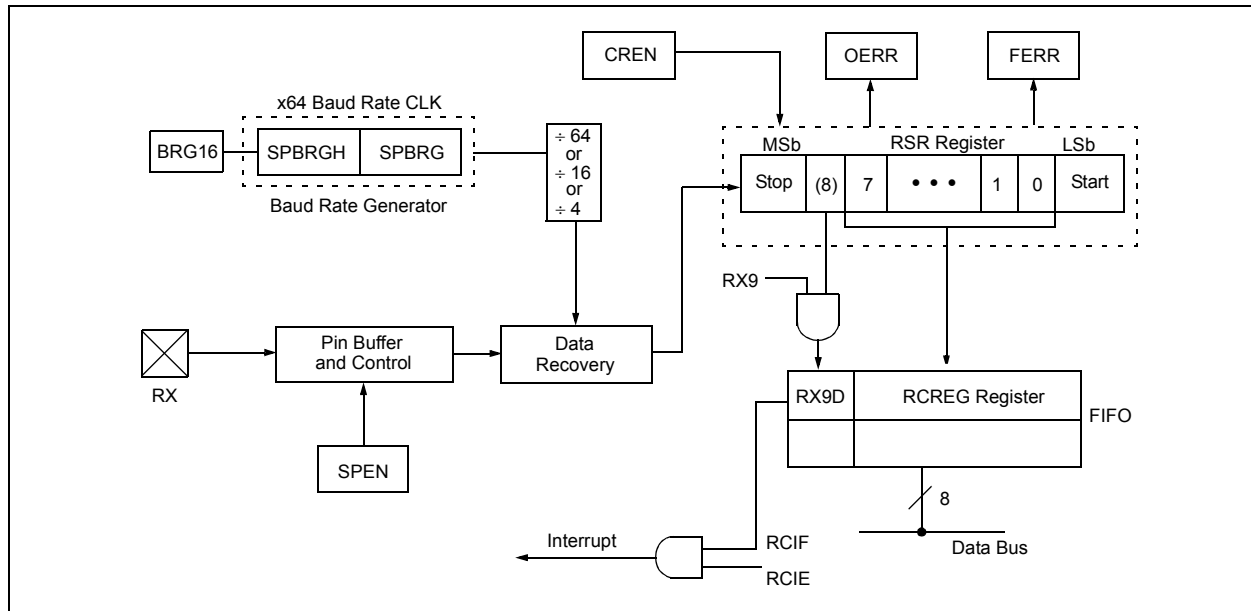 CREN
OERR
FERR
x64 Baud Rate CLK
BRG16
SPBRGH
SPBRG
Baud Rate Generator
÷ 64
or
÷ 16
or
÷ 4
MSb
RSR Register
LSb
Stop
(8)
7
• • •
1
0
Start
RX9
RX
Pin Buffer
and Control
Data
Recovery
SPEN
RX9D
RCREG Register
FIFO
8
Data Bus
Interrupt
RCIF
RCIE